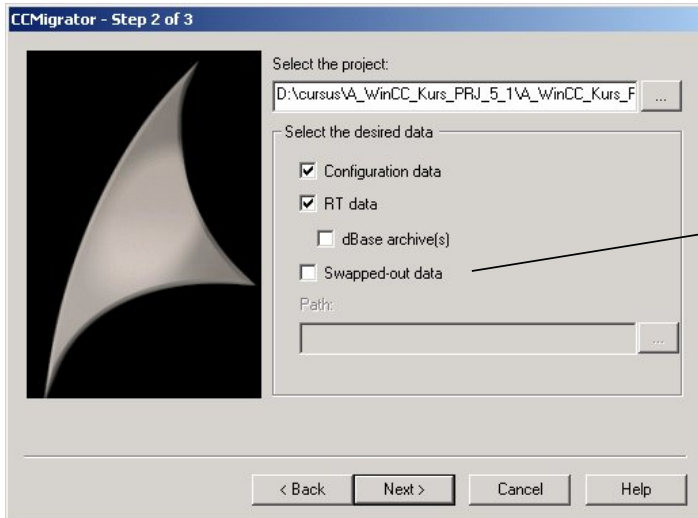 CCMigrator - Step 2 of 3
Select the project:
D:\cursus\A_WinCC_Kurs_PRJ_5_1\A_WinCC_Kurs_F
...
Select the desired data
Configuration data
RT data
dBase archive(s)
Swapped-out data
Path:
...
< Back
Next >
Cancel
Help